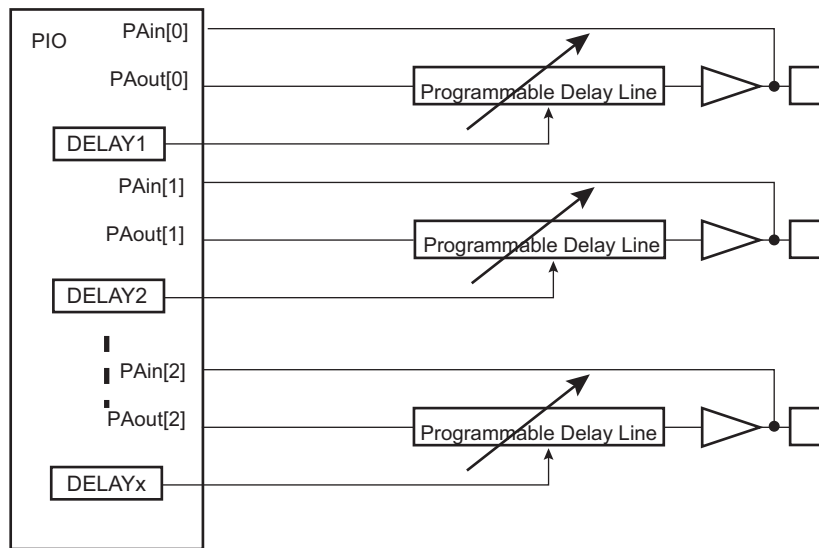 PIO
PAin[0]
PAout[0]
Programmable Delay Line
DELAY1
PAin[1]
PAout[1]
Programmable Delay Line
DELAY2
PAin[2]
PAout[2]
Programmable Delay Line
DELAYx